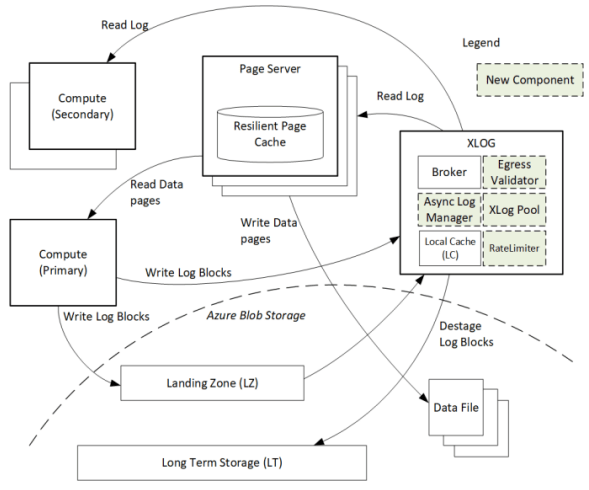 Read Log
Legend
New Component
Page Server
Resilient Page
Cache
Compute
(Secondary)
Read Log
XLOG
Broker
Egress
Validator
Async Log
Manager
XLog Pool
Local Cache
(LC)
RateLimiter
Read Data
pages
Write Data
pages
Compute
(Primary)
Write Log Blocks
Write Log Blocks
Azure Blob Storage
Destage
Log Blocks
Landing Zone (LZ)
Data File
Long Term Storage (LT)